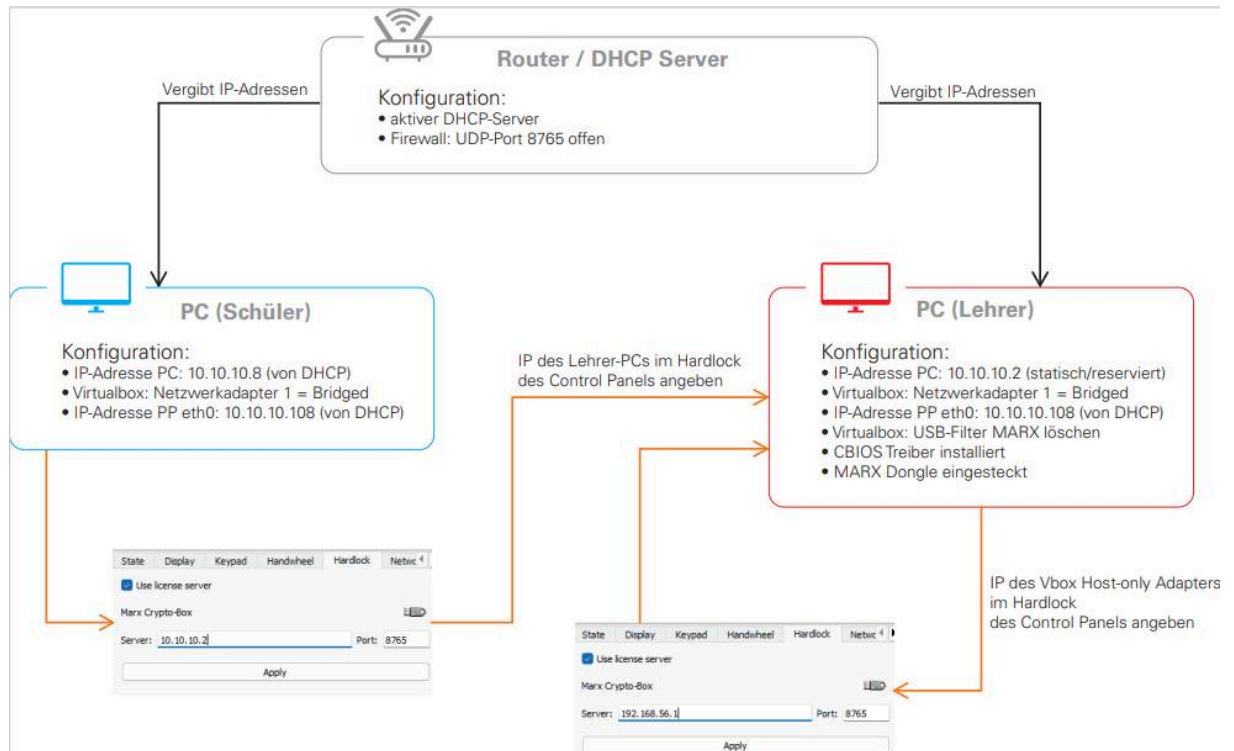 Router / DHCP Server
Vergibt IP-Adressen
Vergibt IP-Adressen
Konfiguration:
• aktiver DHCP-Server
• Firewall: UDP-Port 8765 offen
PC (Schüler)
Konfiguration:
• IP-Adresse PC: 10.10.10.8 (von DHCP)
• Virtualbox: Netzwerkadapter 1 = Bridged
• IP-Adresse PP eth0: 10.10.10.108 (von DHCP)
IP des Lehrer-PCs im Hardlock
des Control Panels angeben
PC (Lehrer)
Konfiguration:
• IP-Adresse PC: 10.10.10.2 (statisch/reserviert)
• Virtualbox: Netzwerkadapter 1 = Bridged
• IP-Adresse PP eth0: 10.10.10.108 (von DHCP)
• Virtualbox: USB-Filter MARX löschen
• CBIOS Treiber installiert
• MARX Dongle eingesteckt
State Display Keypad Handwheel Hardlock Netwc
Use license server
Marx Crypto-Box
Server: 10.10.10.2 Port: 8765
Apply
IP des Vbox Host-only Adapters
im Hardlock
des Control Panels angeben
State Display Keypad Handwheel Hardlock Netwc
Use license server
Marx Crypto-Box
Server: 192.168.56.1 Port: 8765
Apply